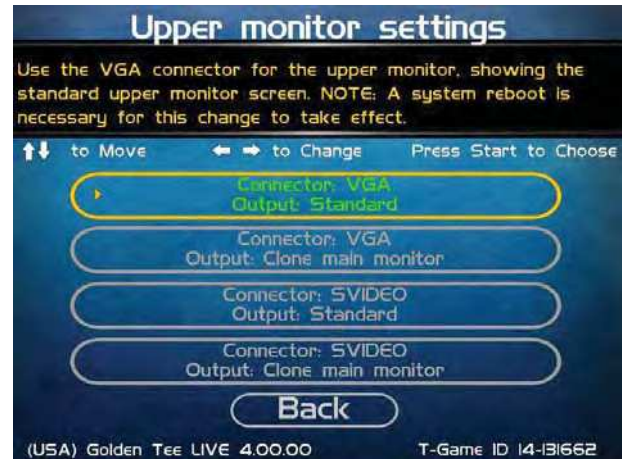 Upper monitor settings
Use the VGA connector for the upper monitor, showing the
standard upper monitor screen. NOTE: A system reboot is
necessary for this change to take effect.
to Move to Change Press Start to Choose
Connector: VGA
Output: Standard
Connector: VGA
Output: Clone main monitor
Connector: SVIDEO
Output: Standard
Connector: SVIDEO
Output: Clone main monitor
Back
(USA) Golden Tee LIVE 4.00.00 T-Game ID 14-131662